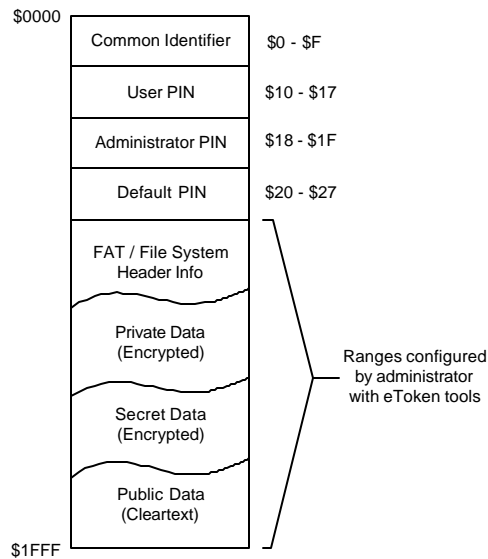 $0000
Common Identifier
$0 - $F
User PIN
$10 - $17
Administrator PIN
$18 - $1F
Default PIN
$20 - $27
FAT / File System
Header Info
Private Data
(Encrypted)
Secret Data
(Encrypted)
Public Data
(Cleartext)
Ranges configured
by administrator
with eToken tools
$1FFF